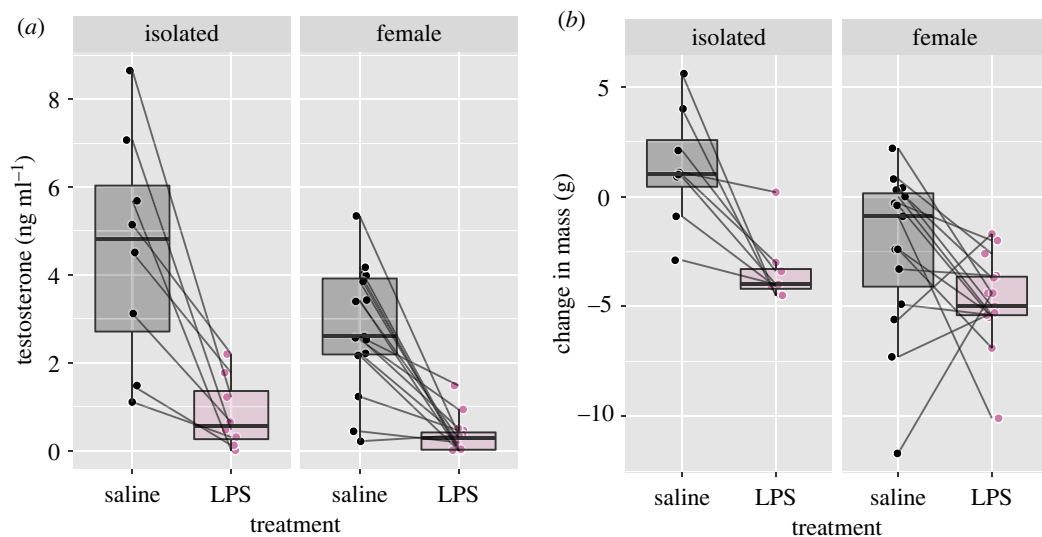 (a)
isolated
female
testosterone (ng ml⁻¹)
8
6
4
2
0
saline
LPS
saline
LPS
treatment
(b)
isolated
female
change in mass (g)
5
0
−5
−10
saline
LPS
saline
LPS
treatment